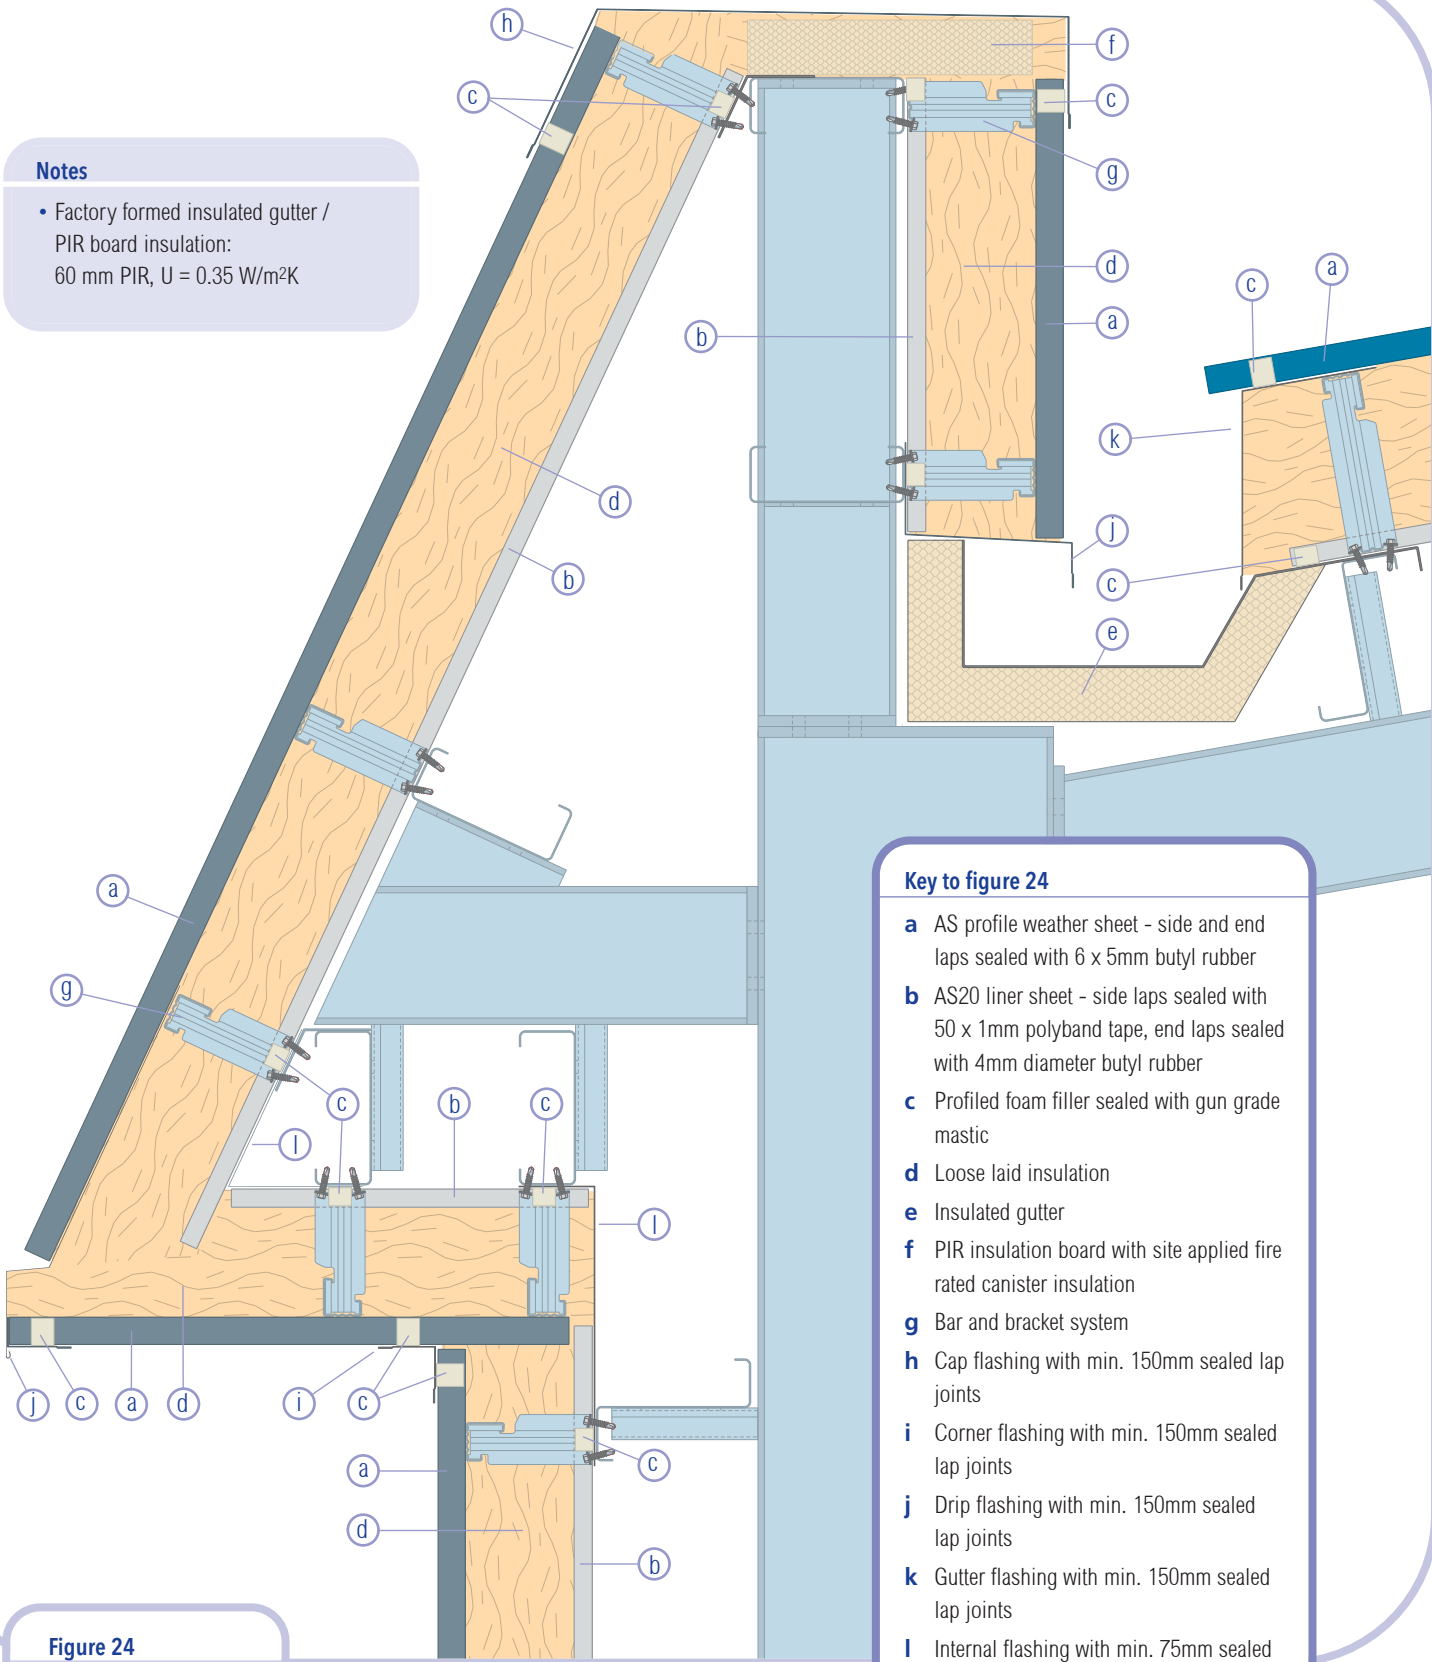 h
f
c
c
g
Notes
• Factory formed insulated gutter /
PIR board insulation:
60 mm PIR, U = 0.35 W/m²K
d
c
a
a
b
k
d
j
b
c
e
a
g
c
b
c
l
l
j
c
a
d
i
c
c
a
d
b
Key to figure 24
a AS profile weather sheet - side and end
laps sealed with 6 x 5mm butyl rubber
b AS20 liner sheet - side laps sealed with
50 x 1mm polyband tape, end laps sealed
with 4mm diameter butyl rubber
c Profiled foam filler sealed with gun grade
mastic
d Loose laid insulation
e Insulated gutter
f PIR insulation board with site applied fire
rated canister insulation
g Bar and bracket system
h Cap flashing with min. 150mm sealed lap
joints
i Corner flashing with min. 150mm sealed
lap joints
j Drip flashing with min. 150mm sealed
lap joints
k Gutter flashing with min. 150mm sealed
lap joints
l Internal flashing with min. 75mm sealed
Figure 24